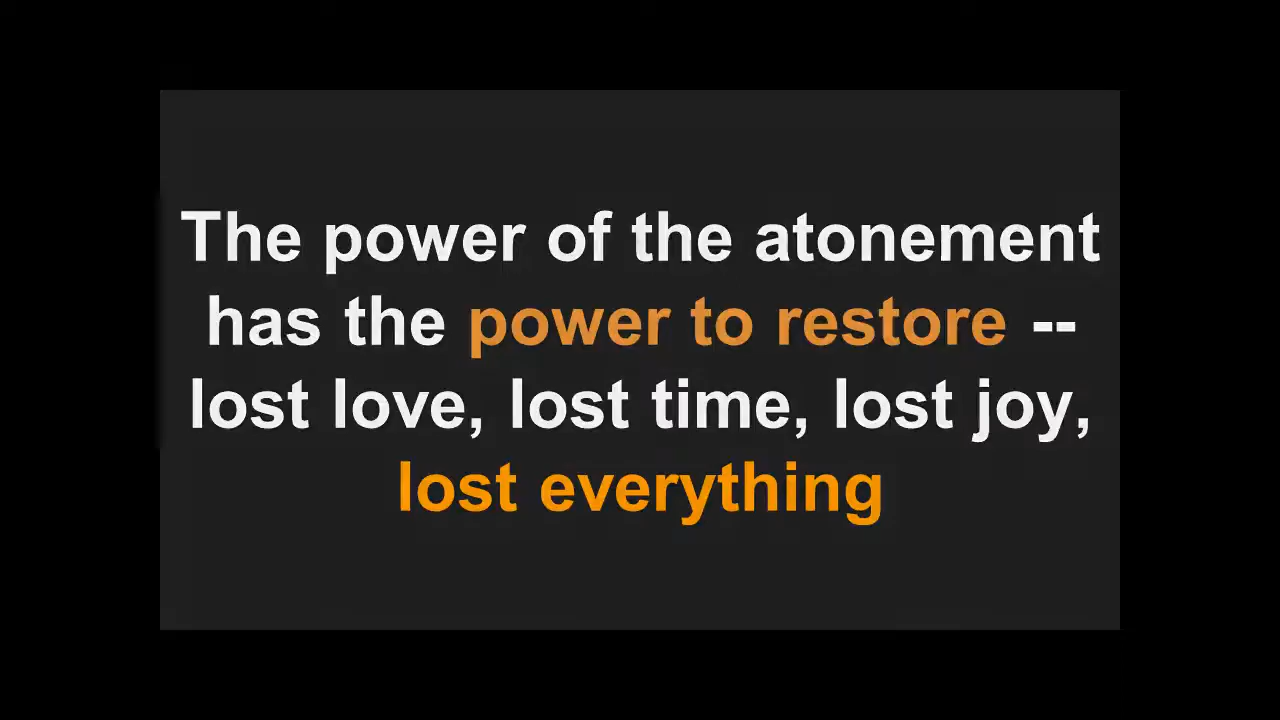 The power of the atonement
has the power to restore --
lost love, lost time, lost joy,
lost everything